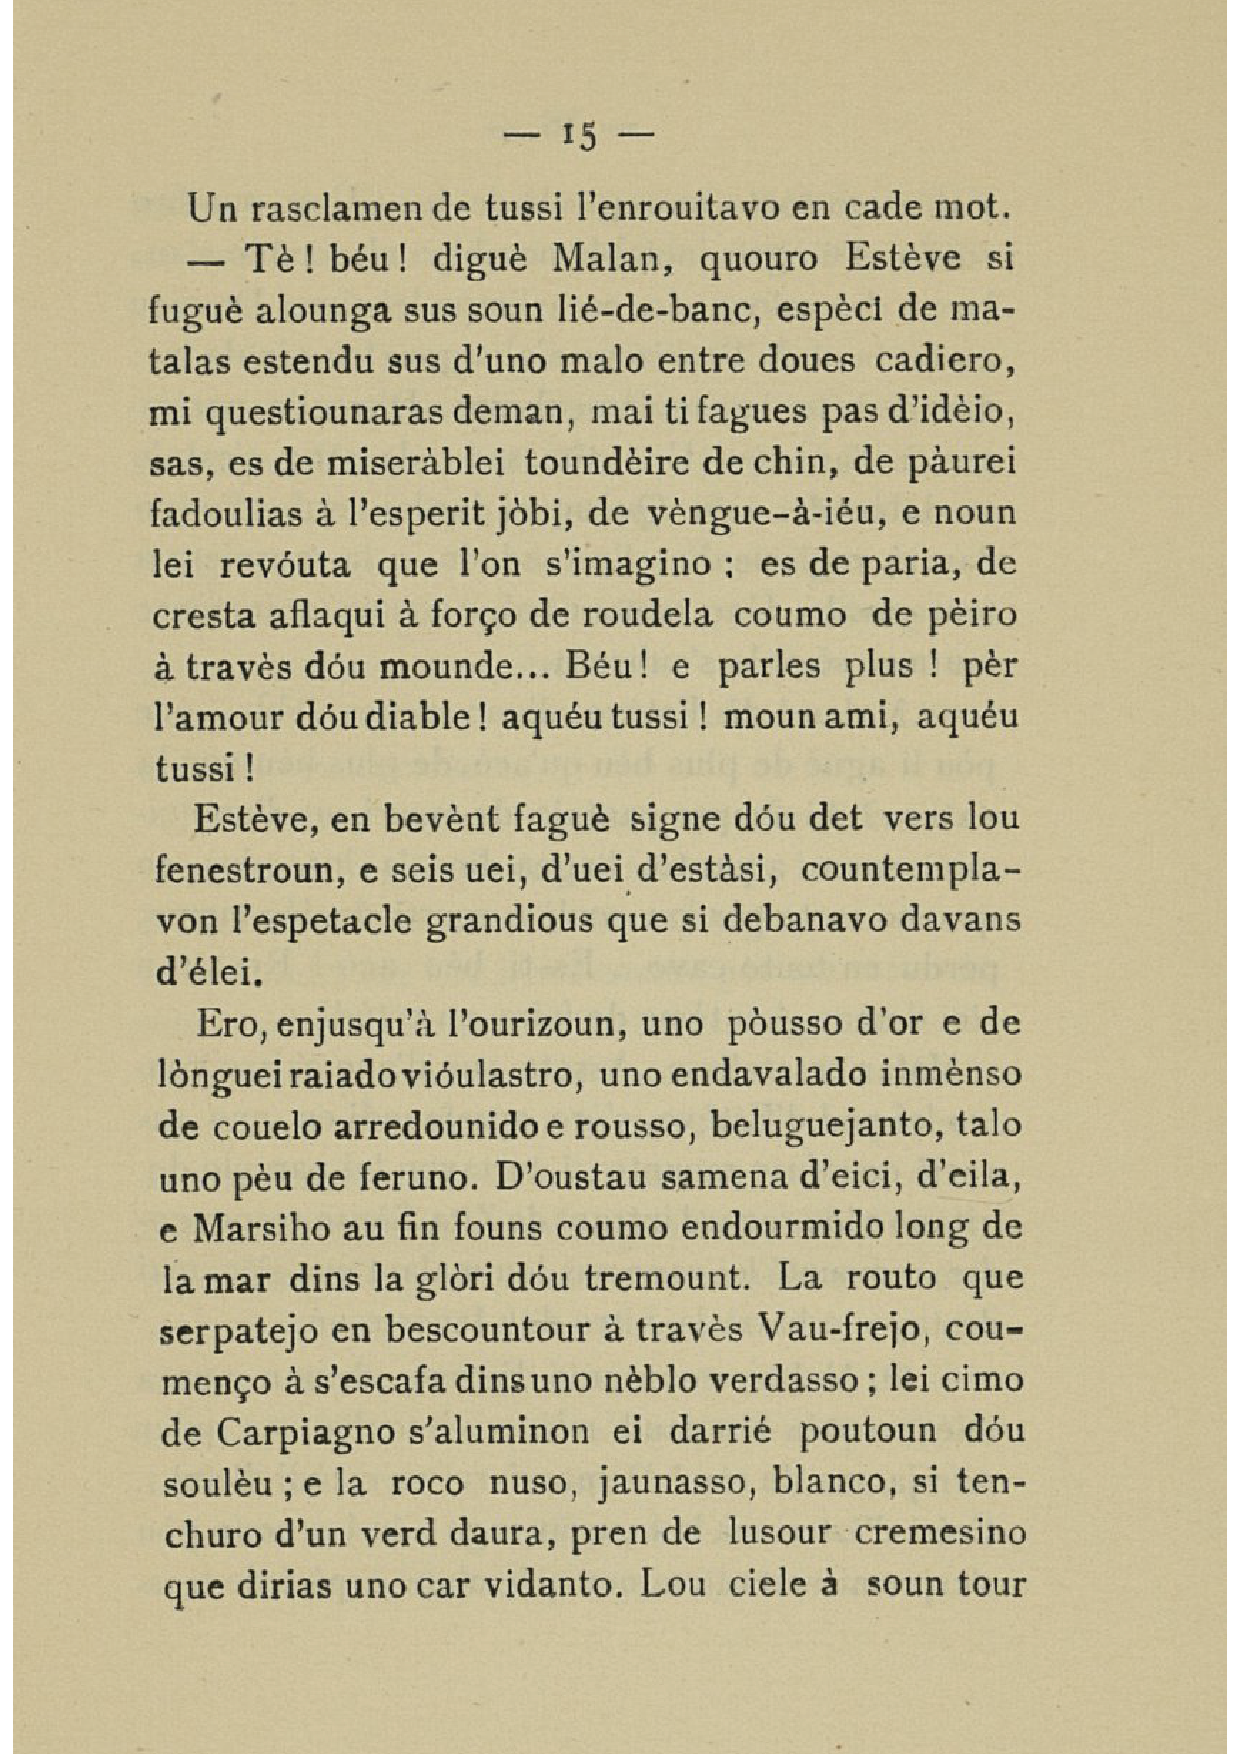 — 15 —
Un rasclamen de tussi l'enrouitavo en cade mot.
— Tè ! béu ! diguè Malan, quouro Estève si
fuguè alounga sus soun lié-de-banc, espèci de ma-
talas estendu sus d'uno malo entre doues cadiero,
mi questiounaras deman, mai ti fagues pas d'idèio,
sas, es de miseràblei toundèire de chin, de pàurei
fadoulias à l'esperit jòbi, de vèngue-à-iéu, e noun
lei revóuta que l'on s'imagino ; es de paria, de
cresta aflaqui à forço de roudela coumo de pèiro
à travès dóu mounde... Béu ! e parles plus ! pèr
l'amour dóu diable ! aquéu tussi ! moun ami, aquéu
tussi !
Estève, en bevènt faguè signe dóu det vers lou
fenestroun, e seis uei, d'uei d'estàsi, countempla-
von l'espetacle grandious que si debanavo davans
d'élei.
Ero, enjusqu'à l'ourizoun, uno pòusso d'or e de
lònguei raiado vióulastro, uno endavalado inmènso
de couelo arredounido e rousso, beluguejanto, talo
uno pèu de feruno. D'oustau samena d'eici, d'eila,
e Marsiho au fin founs coumo endourmido long de
la mar dins la glòri dóu tremount. La routo que
serpatejo en bescountour à travès Vau-frejo, cou-
menço à s'escafa dins uno nèblo verdasso ; lei cimo
de Carpiagno s'aluminon ei darrié poutoun dóu
soulèu ; e la roco nuso, jaunasso, blanco, si ten-
churo d'un verd daura, pren de lusour cremesino
que dirias uno car vidanto. Lou ciele à soun tour